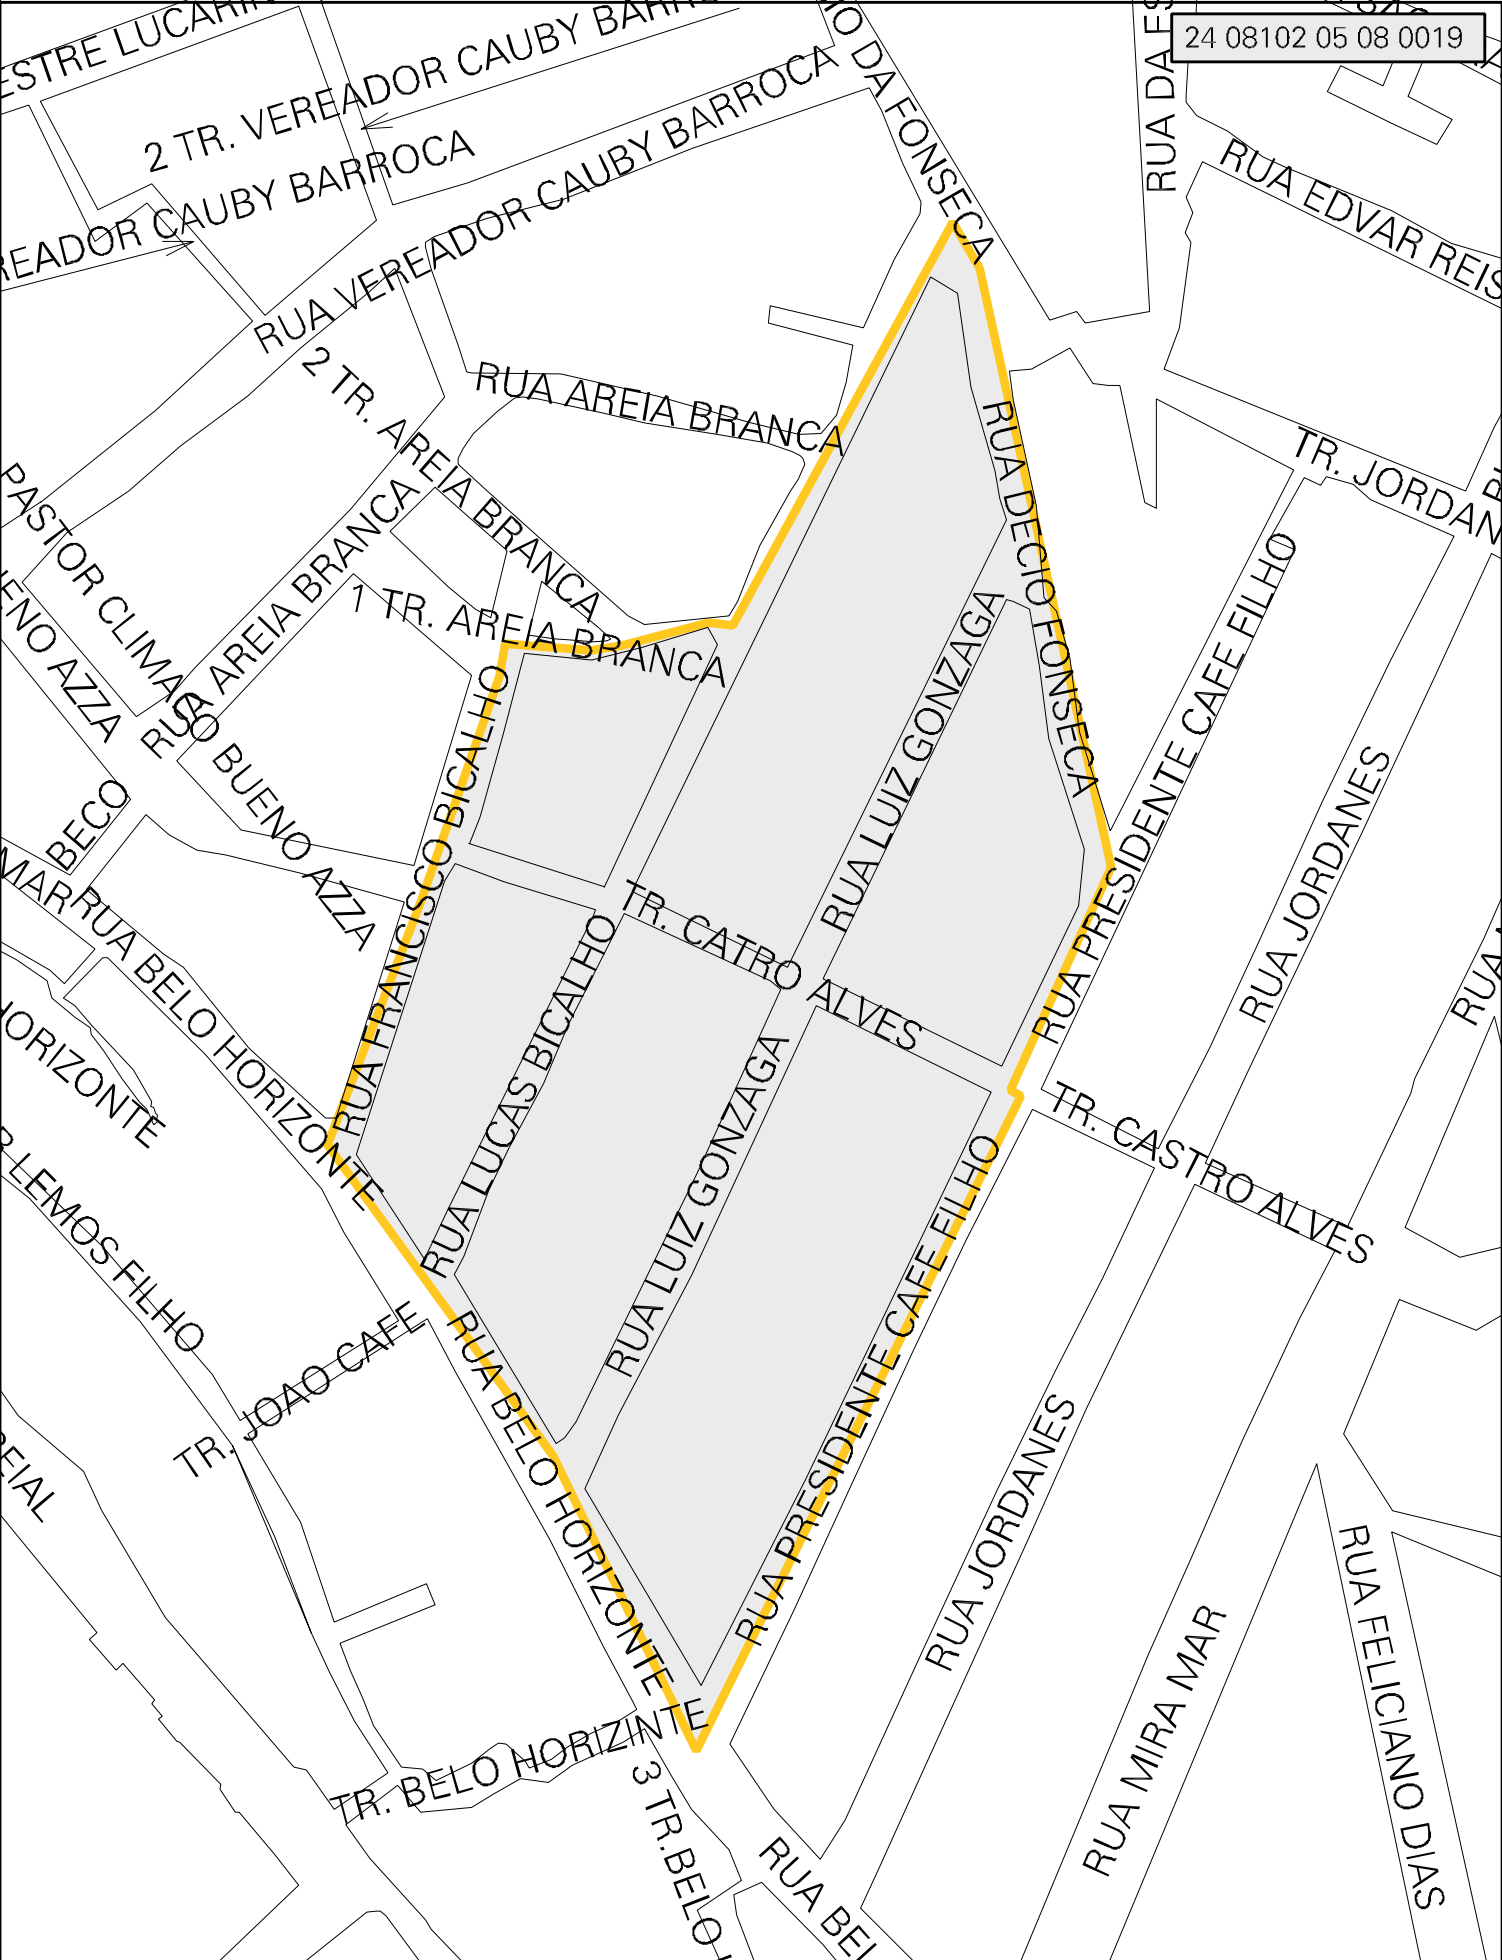 24 08102 05 08 0019
2 TR. VEREADOR CAUBY
CAUBY BARROCA
RUA VEREADOR CAUBY BARROCA
DA FONSECA
RUA
RUA EDVAR REIS
2 TR. AREIA BRANCA
RUA AREIA BRANCA
TR.
PASTOR CLIMACO BUENO AZZA
RUA AREIA BRANCA
1 TR. AREIA BRANCA
AZZA
BECO
RUA DECIO FONSECA
RUA LUIZ GONZAGA
RUA PRESIDENTE CAFE FILHO
RUA JORDANES
RUA FRANCISCO BICALHO
TR. CATRO ALVES
RUA BELO HORIZONTE
RUA LUCAS BICALHO
RUA LUIZ GONZAGA
TR. CASTRO ALVES
LEMOS FILHO
TR. JOAO CAFE
RUA BELO HORIZONTE
RUA PRESIDENTE CAFE FILHO
RUA JORDANES
RUA MIRA MAR
RUA FELICIANO DIAS
TR. BELO HORIZINTE
3 TR.BELO
RUA